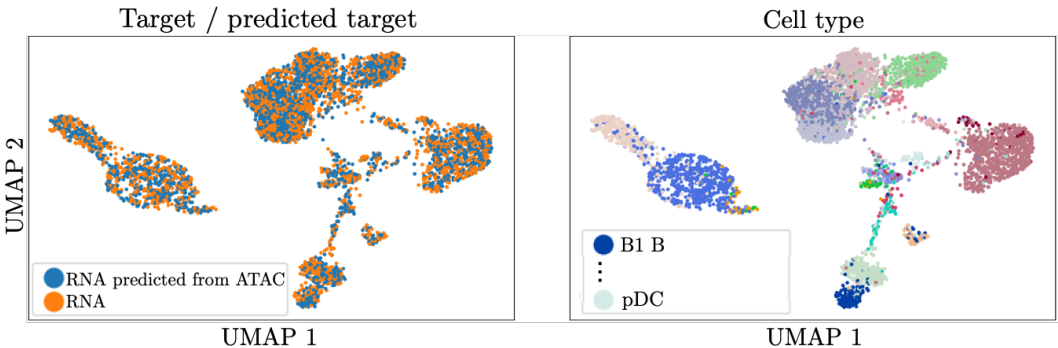 Target / predicted target
Cell type
UMAP 2
RNA predicted from ATAC
RNA
B1 B
pDC
UMAP 1
UMAP 1